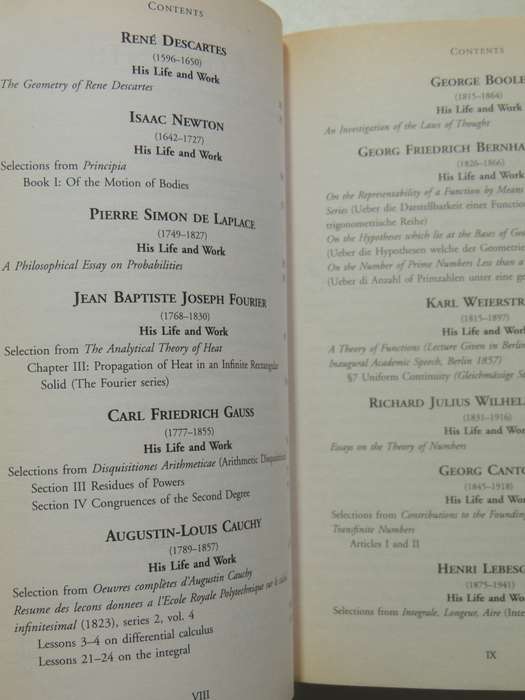 CONTENTS
RENÉ DESCARTES
(1596–1650)
His Life and Work
The Geometry of Rene Descartes
ISAAC NEWTON
(1642–1727)
His Life and Work
Selections from Principia
Book I: Of the Motion of Bodies
PIERRE SIMON DE LAPLACE
(1749–1827)
His Life and Work
A Philosophical Essay on Probabilities
JEAN BAPTISTE JOSEPH FOURIER
(1768–1830)
His Life and Work
Selection from The Analytical Theory of Heat
Chapter III: Propagation of Heat in an Infinite Rectangular
Solid (The Fourier series)
CARL FRIEDRICH GAUSS
(1777–1855)
His Life and Work
Selections from Disquisitiones Arithmeticae (Arithmetic Disquisitions
Section III Residues of Powers
Section IV Congruences of the Second Degree
AUGUSTIN-LOUIS CAUCHY
(1789–1857)
His Life and Work
Selection from Oeuvres complètes d'Augustin Cauchy
Resume des lecons donnees a l'Ecole Royale Polytechnique sur le
infinitesimal (1823), series 2, vol. 4
Lessons 3–4 on differential calculus
Lessons 21–24 on the integral
VIII
CONTENTS
GEORGE BOOLE
(1815–1864)
His Life and Work
An Investigation of the Laws of Thought
GEORG FRIEDRICH BERNHA
(1826–1866)
His Life and Work
On the Representability of a Function by Means
Series (Ueber die Darstellbarkeit einer Function
trigonometrische Reihe)
On the Hypotheses which lie at the Bases of Geo
(Ueber die Hypothesen welche der Geometrie
On the Number of Prime Numbers Less than a
(Ueber di Anzahl of Primzahlen unter eine g
KARL WEIERSTR
(1815–1897)
His Life and Work
A Theory of Functions (Lecture Given in Berlin
Inaugural Academic Speech, Berlin 1857)
§7 Uniform Continuity (Gleichmässige S
RICHARD JULIUS WILHEL
(1831–1916)
His Life and Wor
Essays on the Theory of Numbers
GEORG CANTO
(1845–1918)
His Life and Wor
Selections from Contributions to the Founding
Transfinite Numbers
Articles I and II
HENRI LEBESG
(1875–1941)
His Life and Wor
Selections from Integrale, Longeur, Aire (Inte
IX